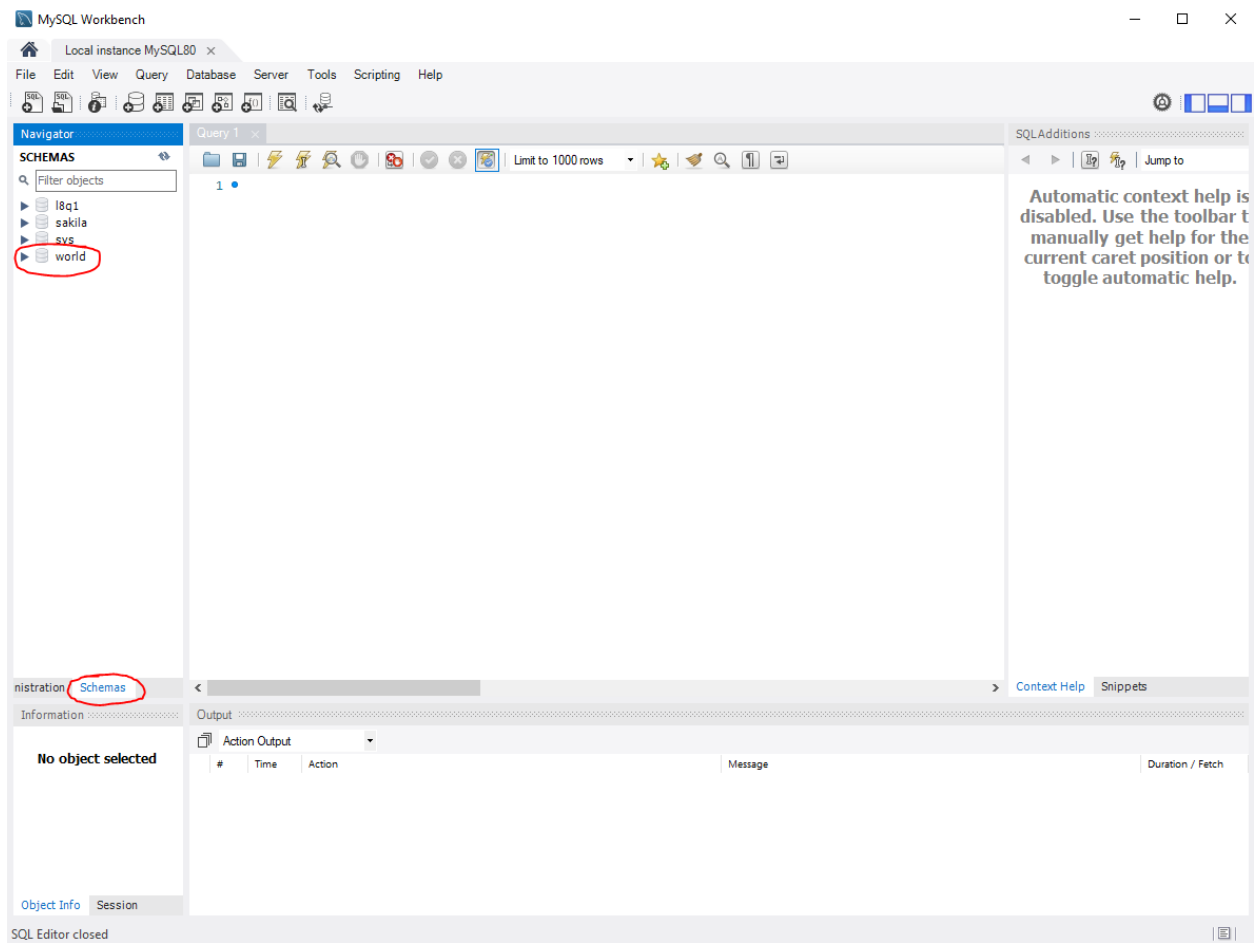 MySQL Workbench
Local instance MySQL80
File Edit View Query Database Server Tools Scripting Help
Navigator
SCHEMAS
Filter objects
l8q1
sakila
sys
world
nistration Schemas
Information
No object selected
Object Info Session
Query 1
Limit to 1000 rows
1
SQLAdditions
Jump to
Automatic context help is
disabled. Use the toolbar t
manually get help for the
current caret position or to
toggle automatic help.
Context Help Snippets
Output
Action Output
# Time Action Message Duration / Fetch
SQL Editor closed